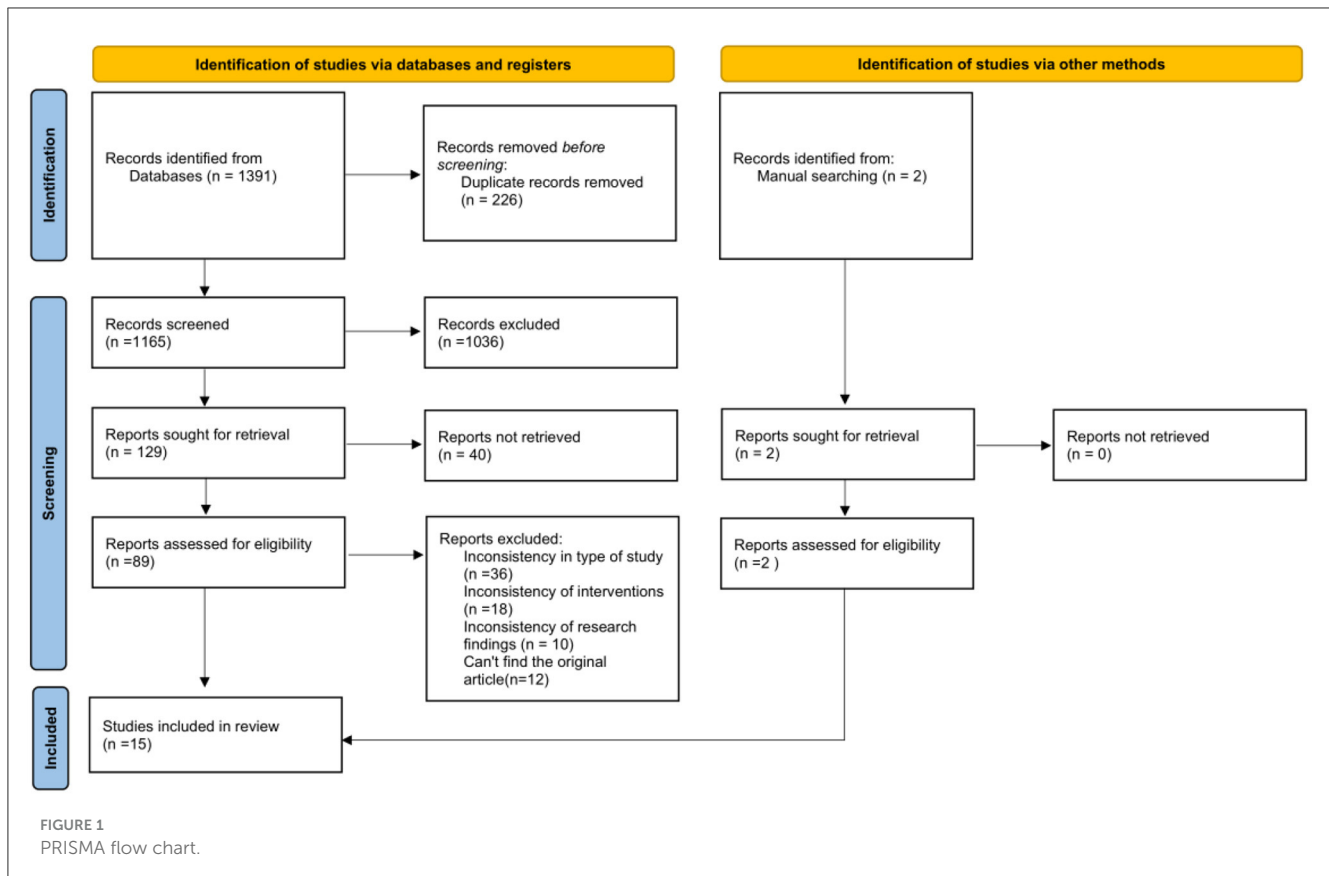 Identification of studies via databases and registers
Identification of studies via other methods
Identification
Records identified from
Databases (n = 1391)
Records removed before
screening:
Duplicate records removed
(n = 226)
Records identified from:
Manual searching (n = 2)
Screening
Records screened
(n =1165)
Records excluded
(n =1036)
Reports sought for retrieval
(n = 129)
Reports not retrieved
(n = 40)
Reports sought for retrieval
(n = 2)
Reports not retrieved
(n = 0)
Reports assessed for eligibility
(n =89)
Reports excluded:
Inconsistency in type of study
(n =36)
Inconsistency of interventions
(n =18)
Inconsistency of research
findings (n = 10)
Can't find the original
article(n=12)
Reports assessed for eligibility
(n =2 )
Included
Studies included in review
(n =15)
FIGURE 1
PRISMA flow chart.